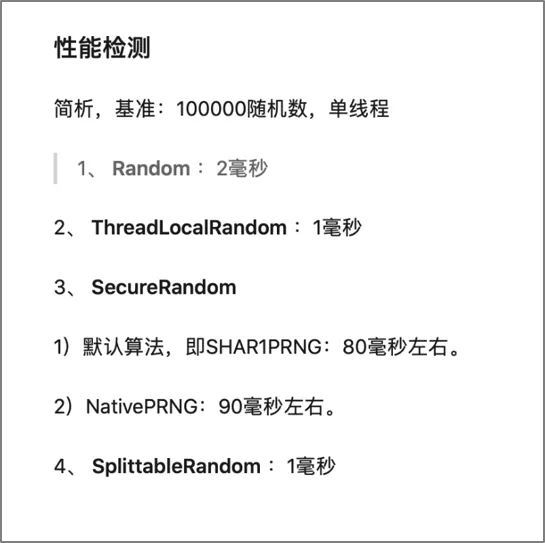 性能检测
简析，基准：100000随机数，单线程
1、 Random ：2毫秒
2、 ThreadLocalRandom ：1毫秒
3、 SecureRandom
1）默认算法，即SHAR1PRNG：80毫秒左右。
2）NativePRNG：90毫秒左右。
4、 SplittableRandom ：1毫秒